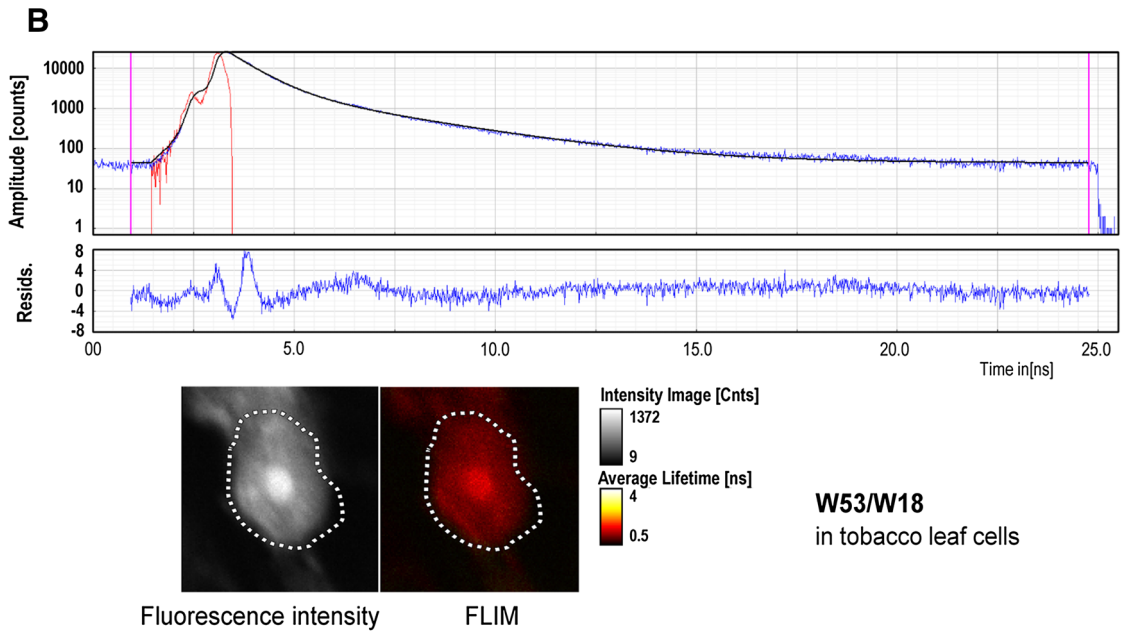 B
Amplitude [counts]
10000
1000
100
10
1
Resids.
8
4
0
-4
-8
00 5.0 10.0 15.0 20.0 25.0
Time in[ns]
Intensity Image [Cnts]
1372
9
Average Lifetime [ns]
4
0.5
W53/W18
in tobacco leaf cells
Fluorescence intensity FLIM